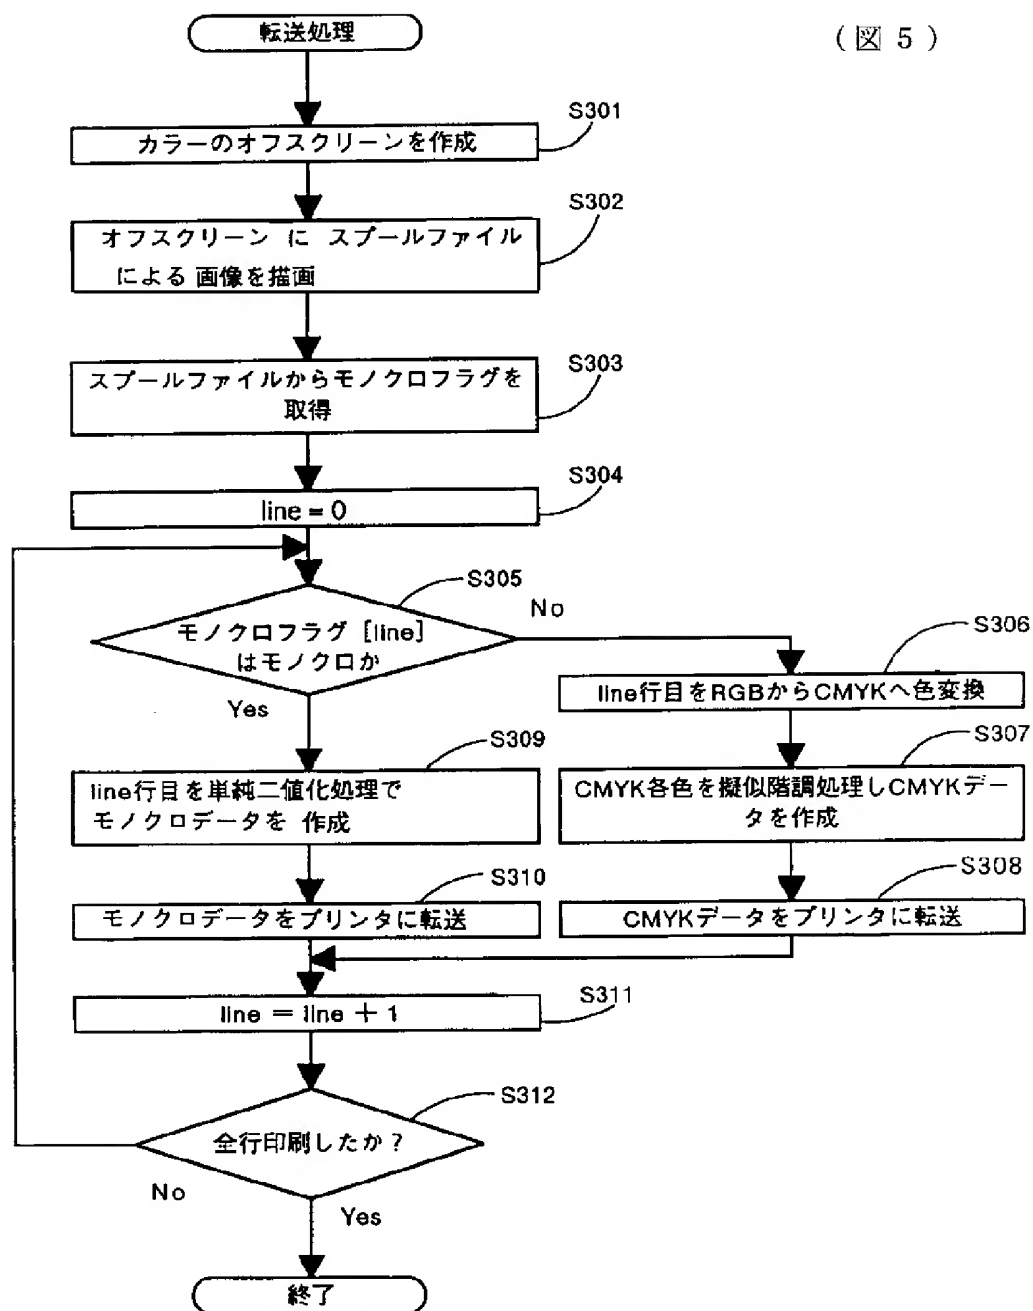 転送処理
(図 5)
S301
カラーのオフスクリーンを作成
S302
オフスクリーン に スプールファイル
による 画像を描画
S303
スプールファイルからモノクロフラグを
取得
S304
line = 0
S305
モノクロフラグ [line]
はモノクロか
No
Yes
S306
line行目をRGBからCMYKへ色変換
S307
CMYK各色を擬似階調処理しCMYKデー
タを作成
S308
CMYKデータをプリンタに転送
S309
line行目を単純二値化処理で
モノクロデータを 作成
S310
モノクロデータをプリンタに転送
S311
line = line + 1
S312
全行印刷したか?
No
Yes
終了